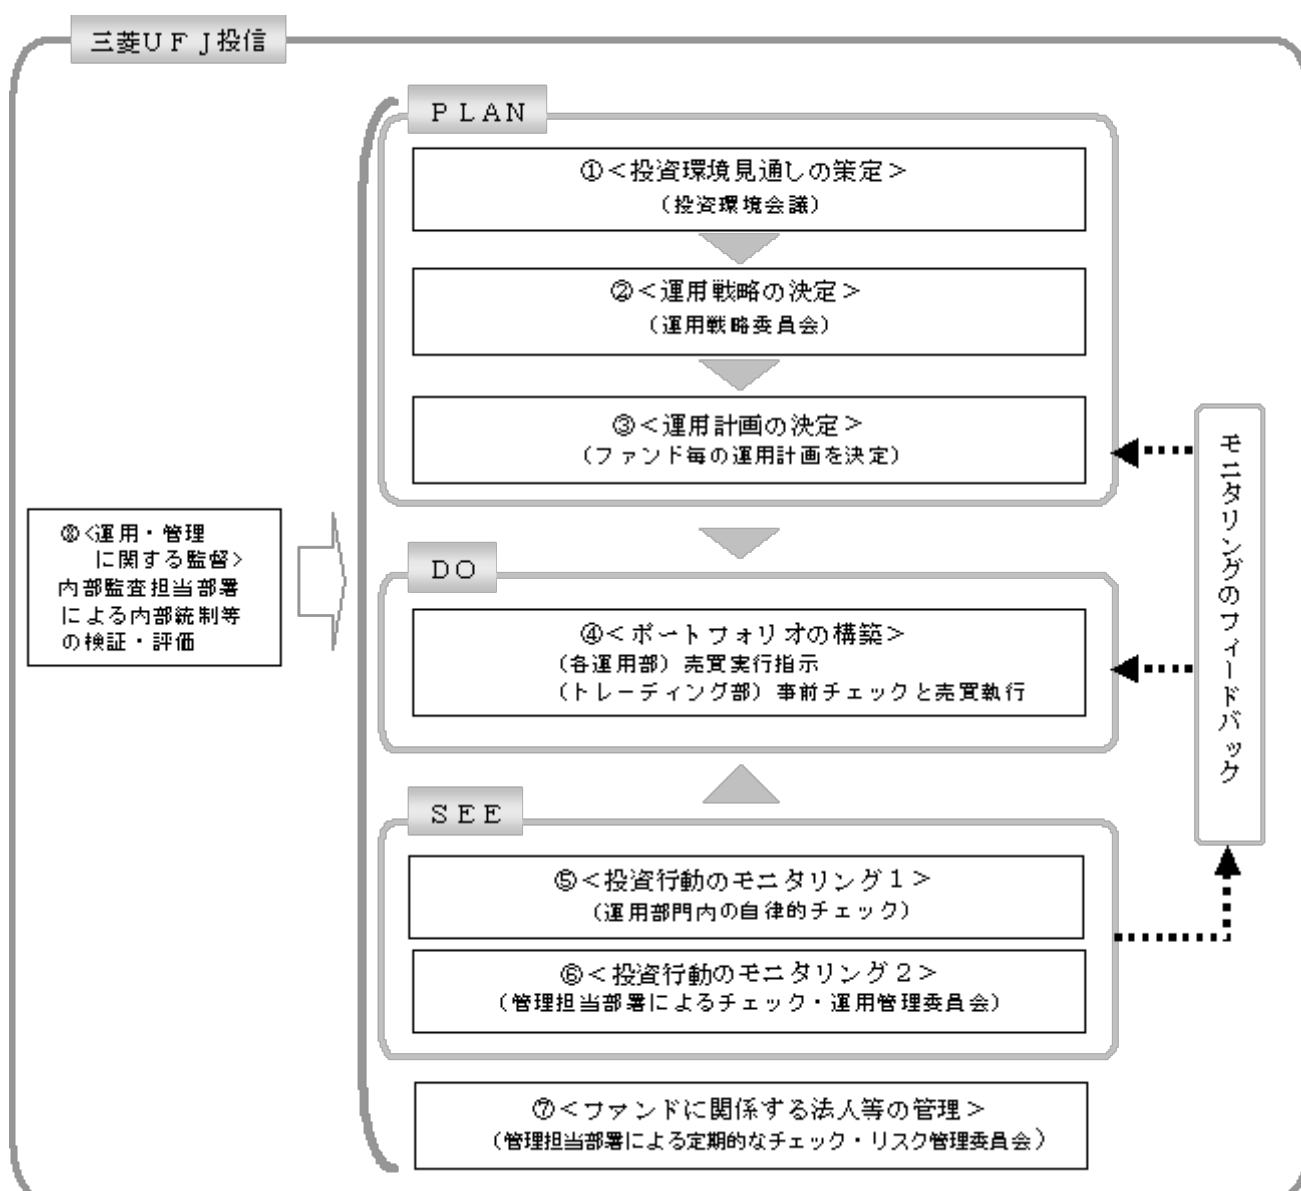 三菱ＵＦＪ投信
ＰＬＡＮ
①＜投資環境見通しの策定＞
（投資環境会議）
②＜運用戦略の決定＞
（運用戦略委員会）
③＜運用計画の決定＞
（ファンド毎の運用計画を決定）
モニタリングのフィードバック
⑧＜運用・管理
に関する監督＞
内部監査担当部署
による内部統制等
の検証・評価
ＤＯ
④＜ポートフォリオの構築＞
（各運用部）売買実行指示
（トレーディング部）事前チェックと売買執行
ＳＥＥ
⑤＜投資行動のモニタリング１＞
（運用部門内の自律的チェック）
⑥＜投資行動のモニタリング２＞
（管理担当部署によるチェック・運用管理委員会）
⑦＜ファンドに関係する法人等の管理＞
（管理担当部署による定期的なチェック・リスク管理委員会）